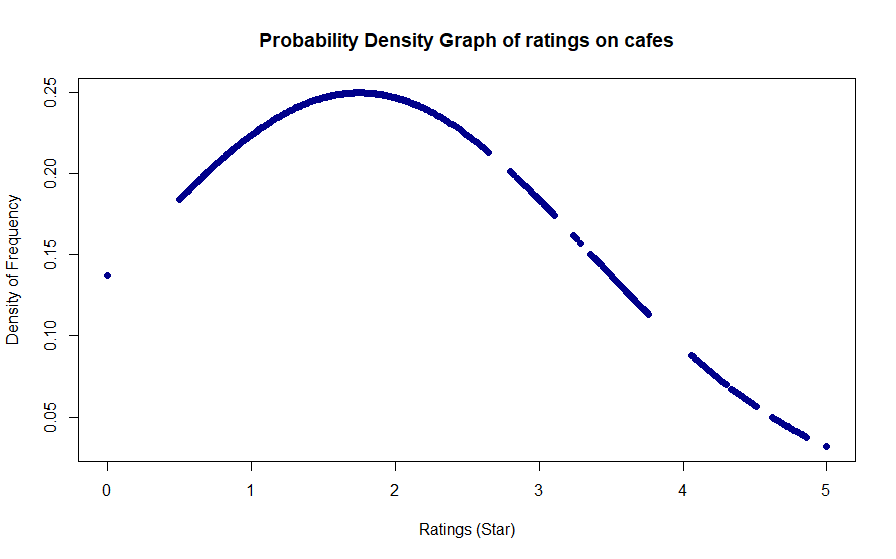 Probability Density Graph of ratings on cafes
Density of Frequency
0.25
0.20
0.15
0.10
0.05
0 1 2 3 4 5
Ratings (Star)